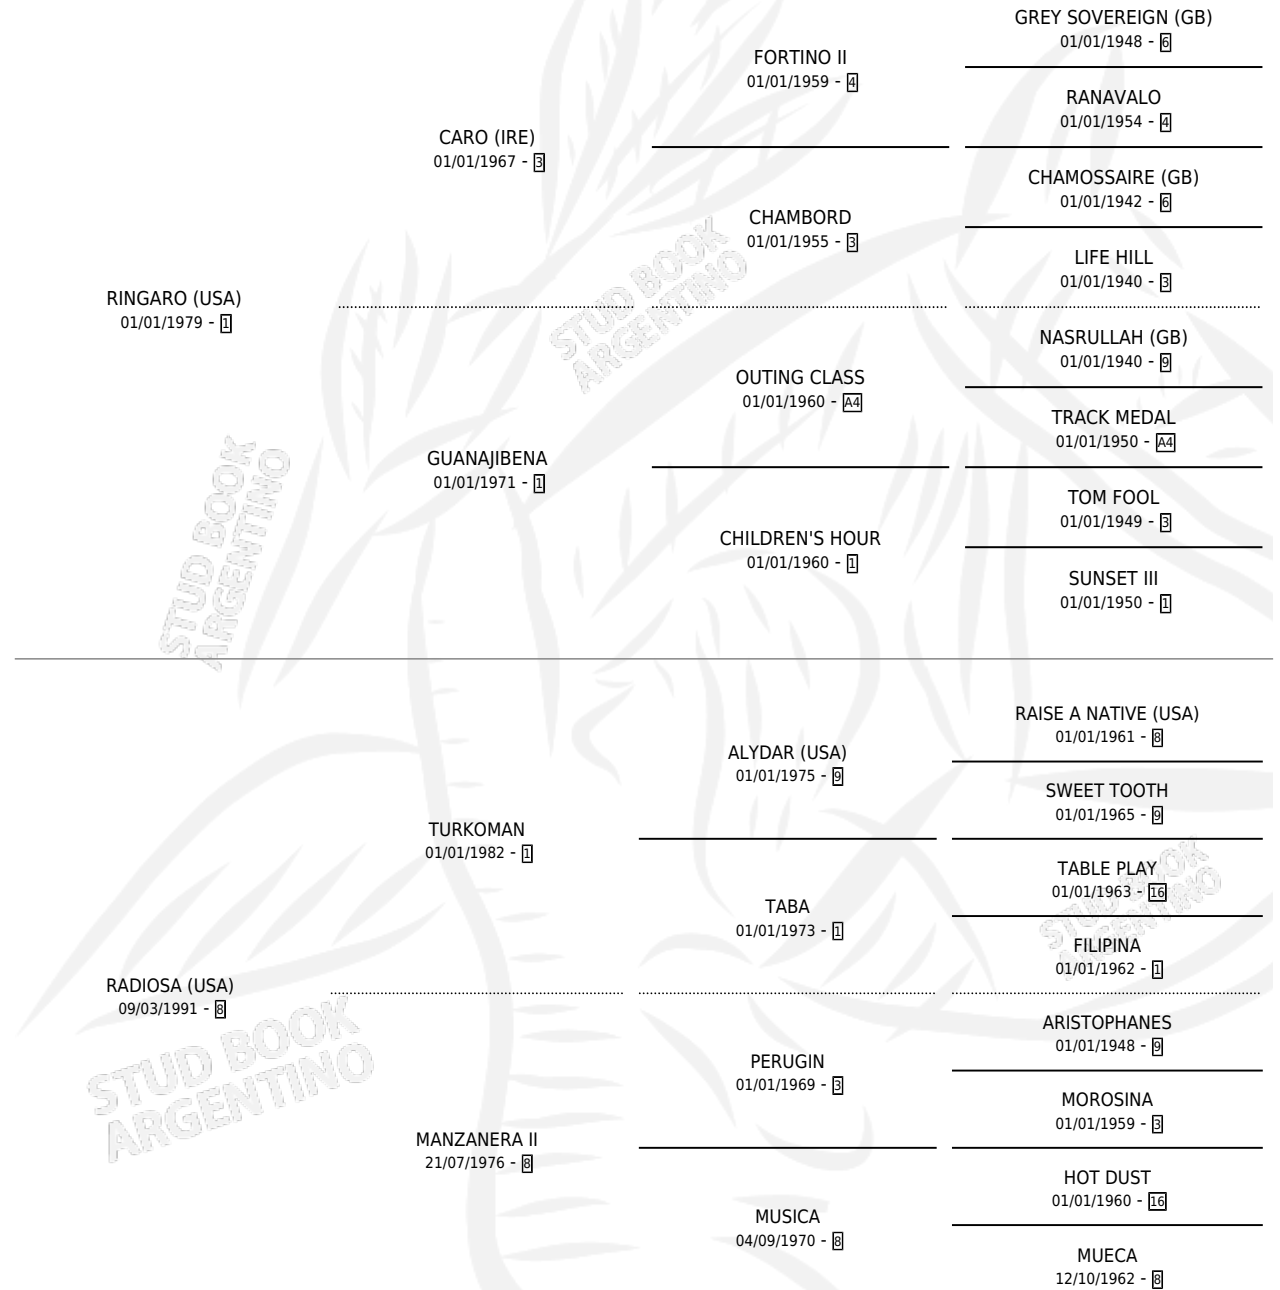 GREY SOVEREIGN (GB)
01/01/1948 - 6
FORTINO II
01/01/1959 - 4
RANAVALO
01/01/1954 - 4
CARO (IRE)
01/01/1967 - 3
CHAMOSSAIRE (GB)
01/01/1942 - 6
CHAMBORD
01/01/1955 - 3
LIFE HILL
01/01/1940 - 3
RINGARO (USA)
01/01/1979 - 1
NASRULLAH (GB)
01/01/1940 - 9
OUTING CLASS
01/01/1960 - A4
TRACK MEDAL
01/01/1950 - A4
GUANAJIBENA
01/01/1971 - 1
TOM FOOL
01/01/1949 - 3
CHILDREN'S HOUR
01/01/1960 - 1
SUNSET III
01/01/1950 - 1
RAISE A NATIVE (USA)
01/01/1961 - 8
ALYDAR (USA)
01/01/1975 - 9
SWEET TOOTH
01/01/1965 - 9
TURKOMAN
01/01/1982 - 1
TABLE PLAY
01/01/1963 - 16
TABA
01/01/1973 - 1
FILIPINA
01/01/1962 - 1
RADIOSA (USA)
09/03/1991 - 8
ARISTOPHANES
01/01/1948 - 9
PERUGIN
01/01/1969 - 3
MOROSINA
01/01/1959 - 3
MANZANERA II
21/07/1976 - 8
HOT DUST
01/01/1960 - 16
MUSICA
04/09/1970 - 8
MUECA
12/10/1962 - 8
STUD BOOK
ARGENTINO
STUD BOOK
ARGENTINO
STUD BOOK
ARGENTINO
STUD BOOK
ARGENTINO